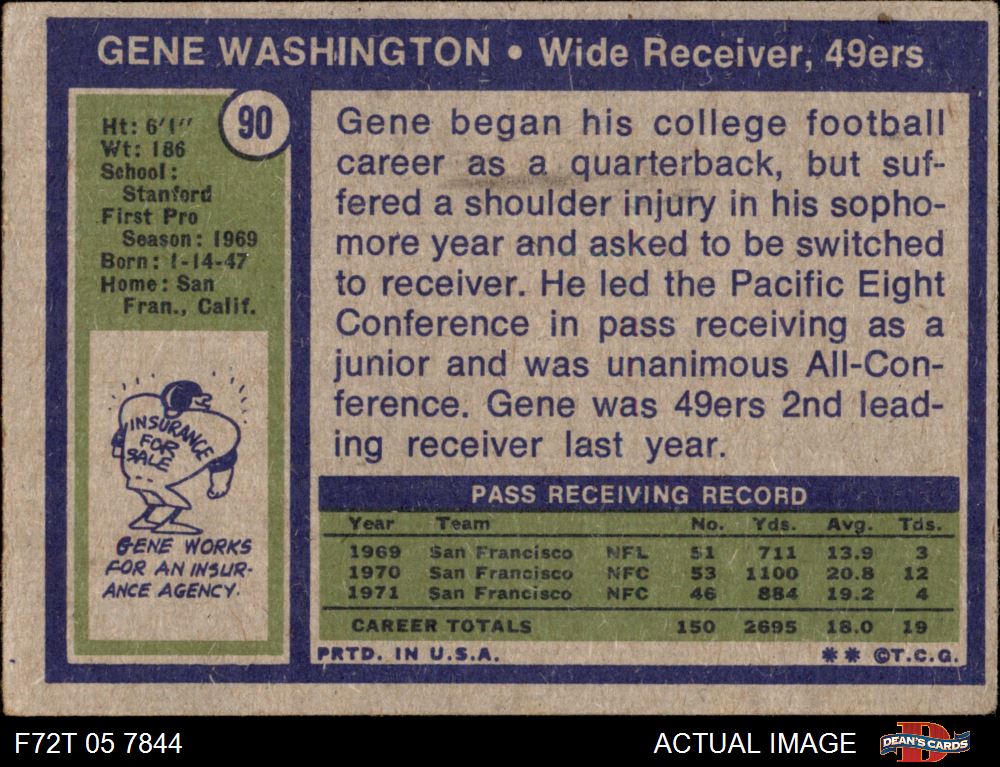 GENE WASHINGTON • Wide Receiver, 49ers
90
Ht: 6'1"
Wt: 186
School:
Stanford
First Pro
Season: 1969
Born: 1-14-47
Home: San
Fran., Calif.
INSURANCE
FOR
SALE
GENE WORKS
FOR AN INSUR-
ANCE AGENCY.
Gene began his college football
career as a quarterback, but suf-
fered a shoulder injury in his sopho-
more year and asked to be switched
to receiver. He led the Pacific Eight
Conference in pass receiving as a
junior and was unanimous All-Con-
ference. Gene was 49ers 2nd lead-
ing receiver last year.
PASS RECEIVING RECORD
Year Team No. Yds. Avg. Tds.
1969 San Francisco NFL 51 711 13.9 3
1970 San Francisco NFC 53 1100 20.8 12
1971 San Francisco NFC 46 884 19.2 4
CAREER TOTALS 150 2695 18.0 19
PRTD. IN U.S.A. ** ©T.C.G.
F72T 05 7844 ACTUAL IMAGE D DEAN'S CARDS